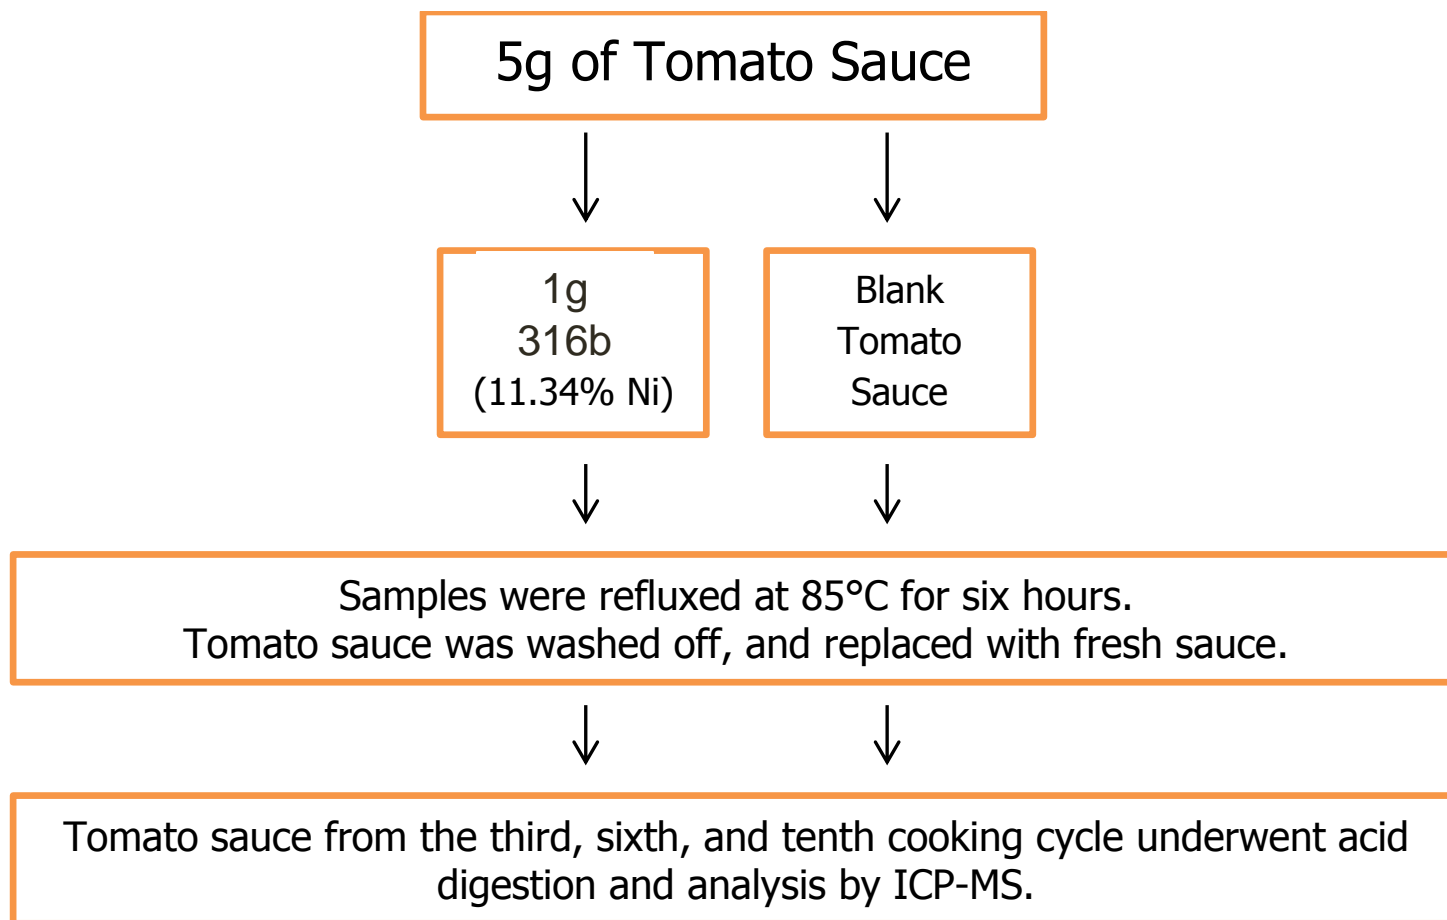 5g of Tomato Sauce
1g
316b
(11.34% Ni)
Blank
Tomato
Sauce
Samples were refluxed at 85°C for six hours.
Tomato sauce was washed off, and replaced with fresh sauce.
Tomato sauce from the third, sixth, and tenth cooking cycle underwent acid
digestion and analysis by ICP-MS.